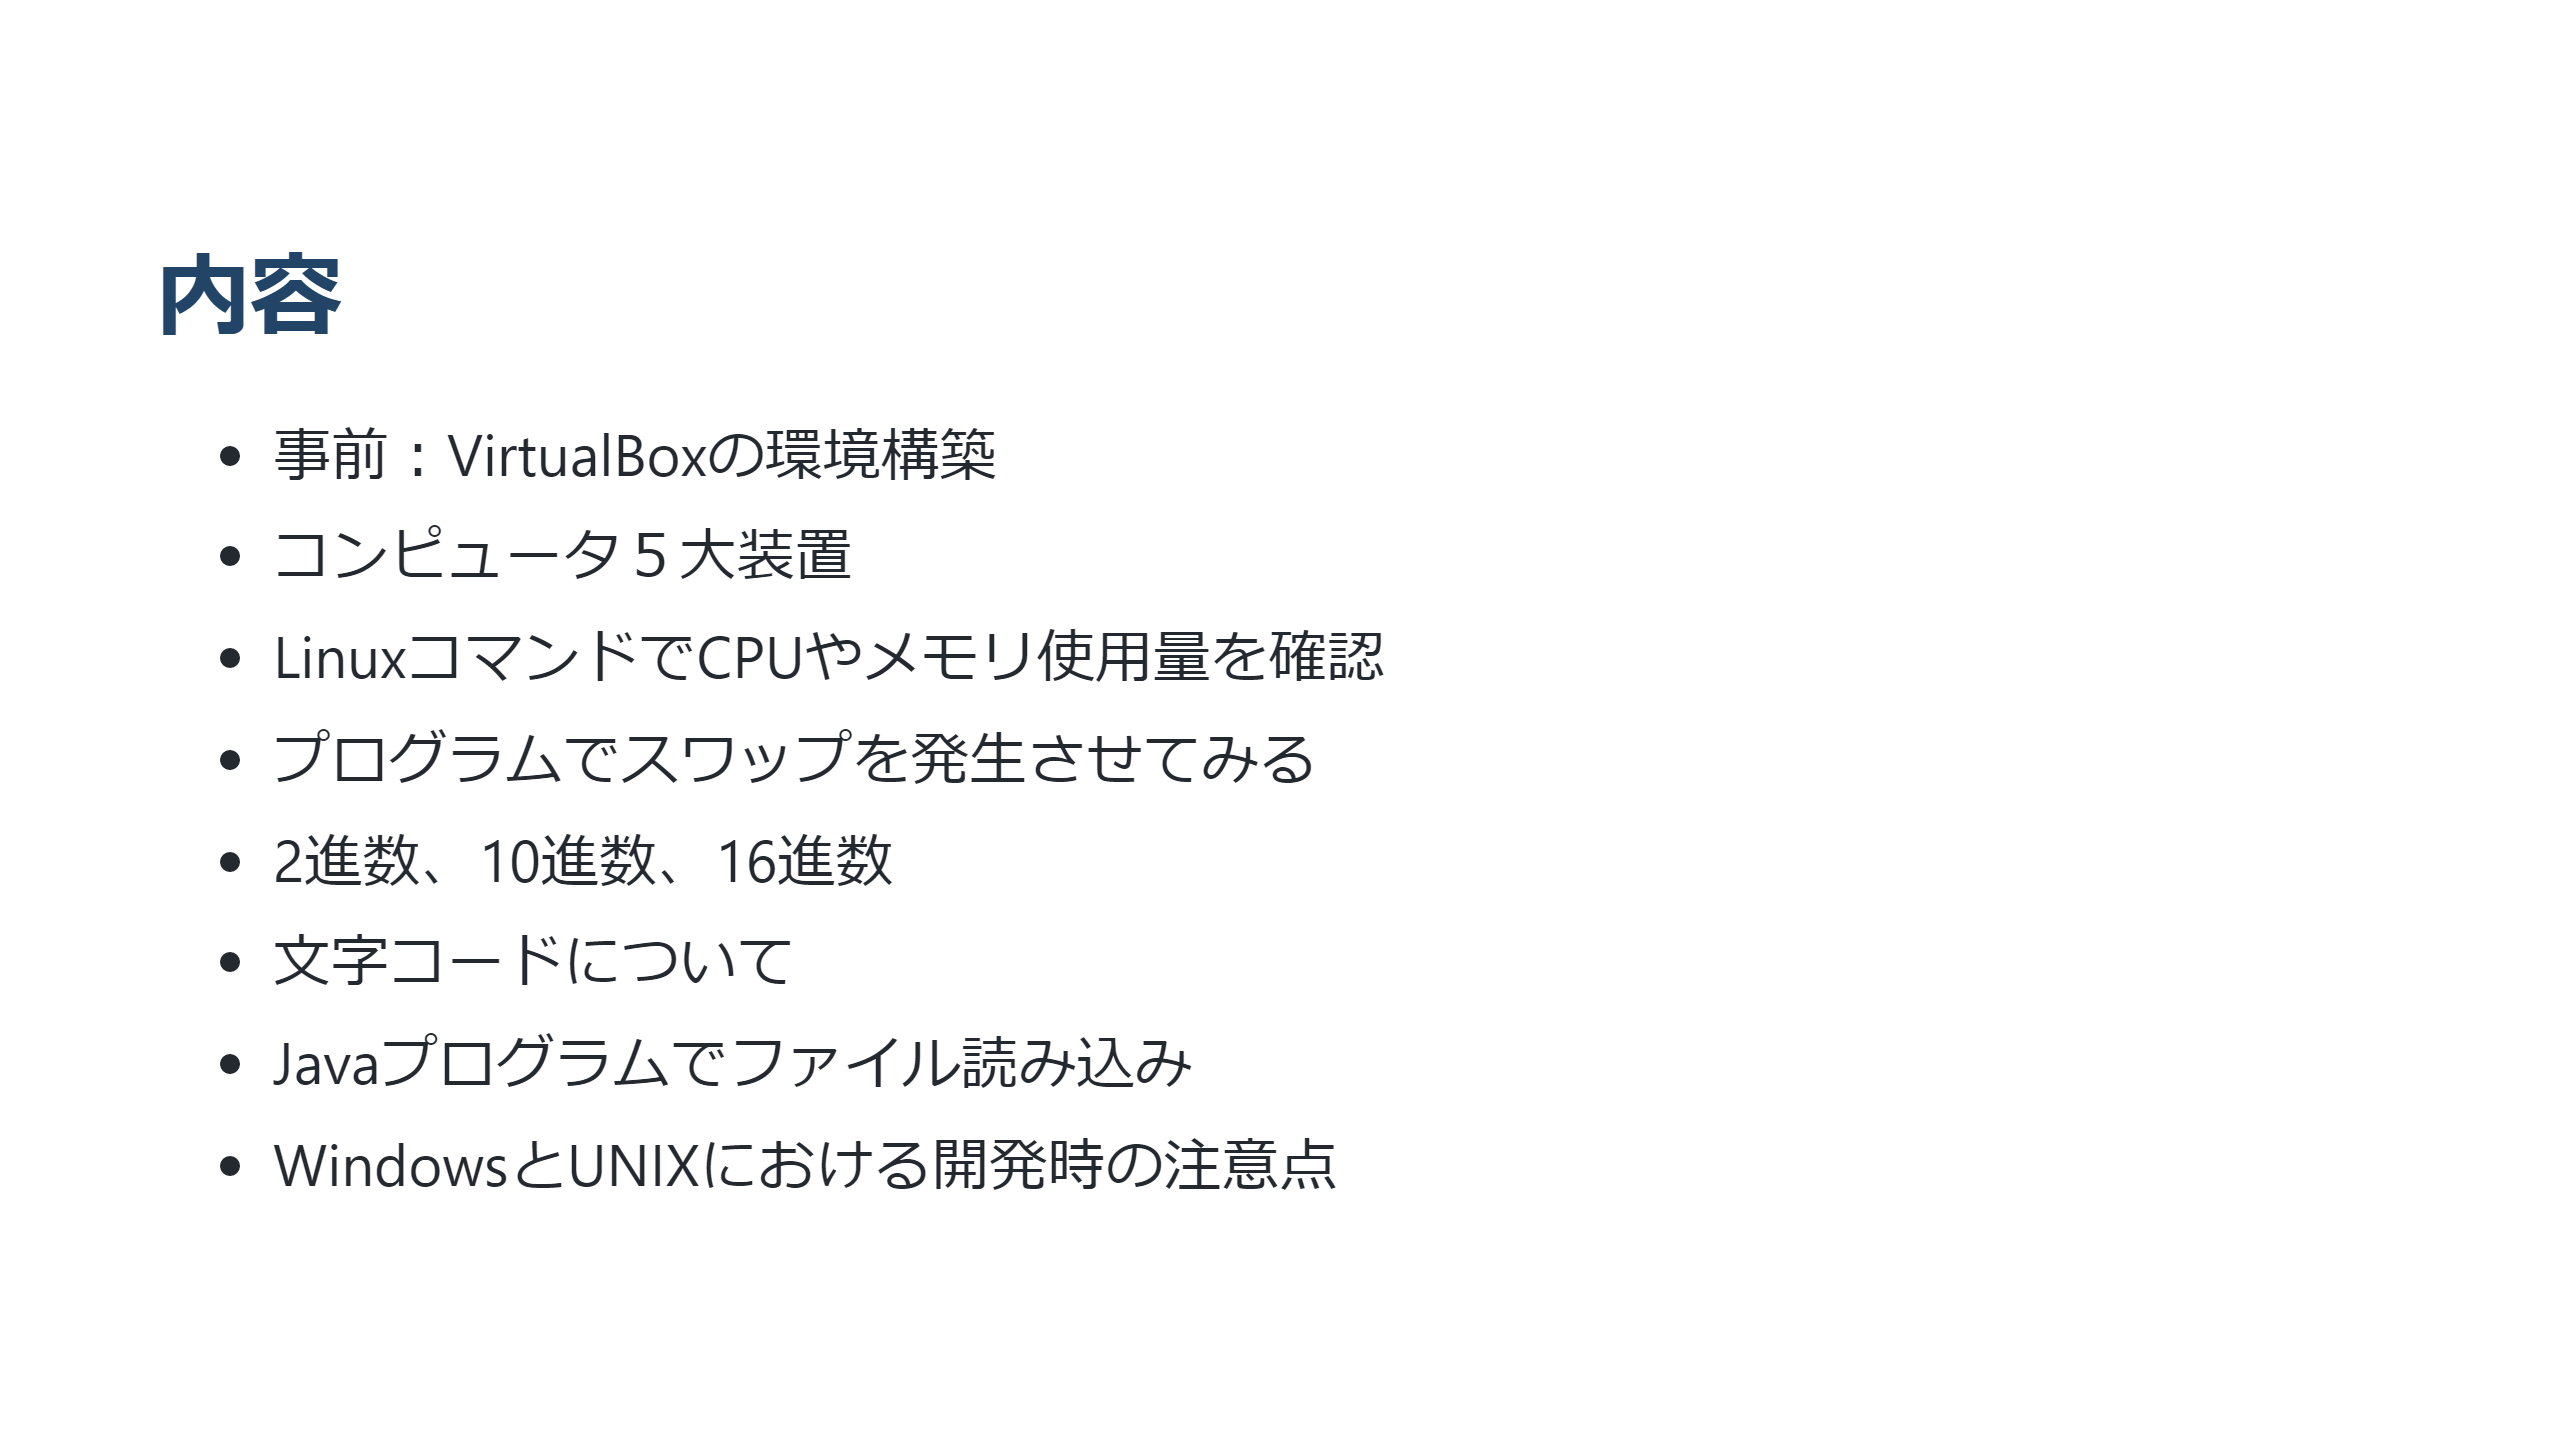 内容
事前：VirtualBoxの環境構築
コンピュータ５大装置
LinuxコマンドでCPUやメモリ使用量を確認
プログラムでスワップを発生させてみる
2進数、10進数、16進数
文字コードについて
Javaプログラムでファイル読み込み
WindowsとUNIXにおける開発時の注意点